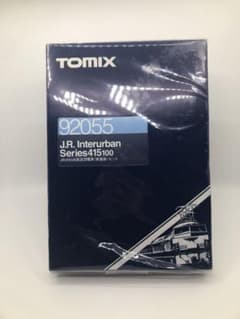 TOMIX
92055
J.R. Interurban
Series415100